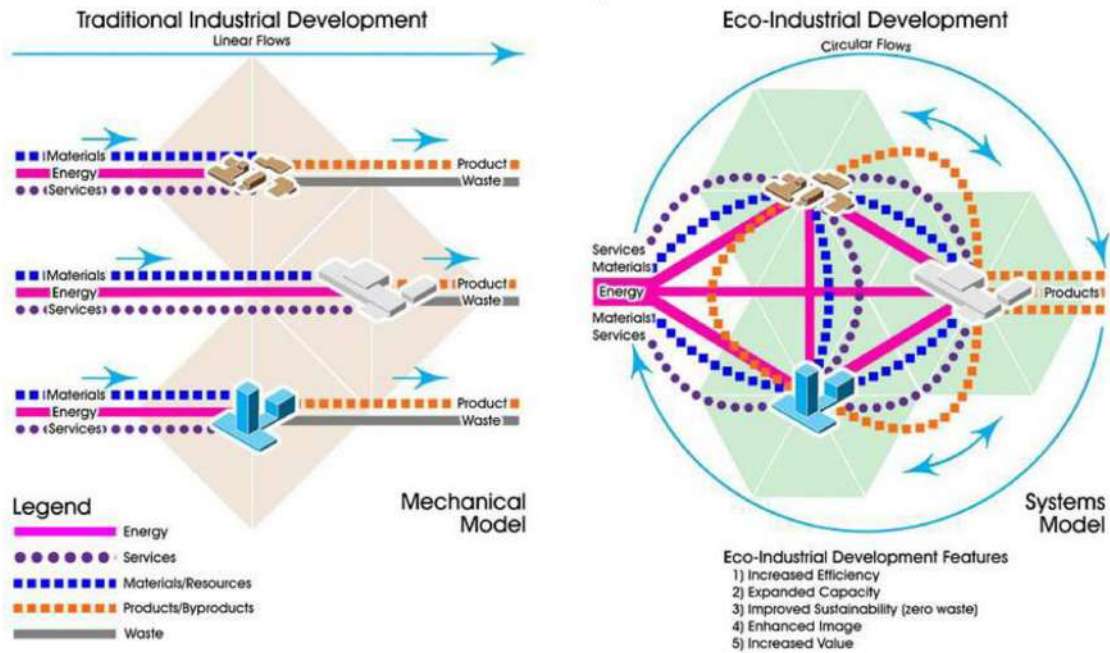 Traditional Industrial Development
Linear Flows
Materials
Energy
Services
Product
Waste
Materials
Energy
Services
Product
Waste
Materials
Energy
Services
Product
Waste
Legend
Energy
Services
Materials/Resources
Products/Byproducts
Waste
Mechanical
Model
Eco-Industrial Development
Circular Flows
Services
Materials
Energy
Materials
Services
Products
Systems
Model
Eco-Industrial Development Features
1) Increased Efficiency
2) Expanded Capacity
3) Improved Sustainability (zero waste)
4) Enhanced Image
5) Increased Value